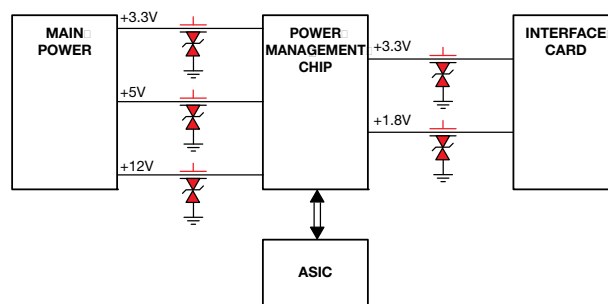 MAIN
POWER
+3.3V
+5V
+12V
POWER
MANAGEMENT
CHIP
+3.3V
+1.8V
INTERFACE
CARD
ASIC